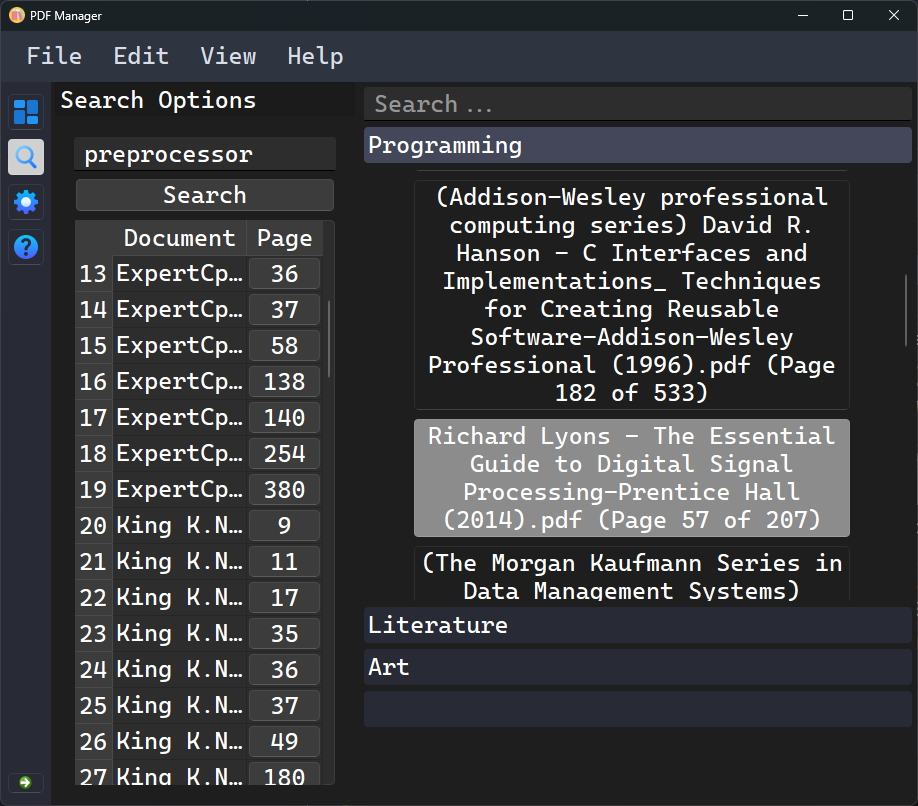 PDF Manager
File Edit View Help
Search Options
preprocessor
Search
Document Page
13 ExpertCp… 36
14 ExpertCp… 37
15 ExpertCp… 58
16 ExpertCp… 138
17 ExpertCp… 140
18 ExpertCp… 254
19 ExpertCp… 380
20 King K.N… 9
21 King K.N… 11
22 King K.N… 17
23 King K.N… 35
24 King K.N… 36
25 King K.N… 37
26 King K.N… 49
27 King K.N… 180
Search ...
Programming
(Addison-Wesley professional
computing series) David R.
Hanson - C Interfaces and
Implementations_ Techniques
for Creating Reusable
Software-Addison-Wesley
Professional (1996).pdf (Page
182 of 533)
Richard Lyons - The Essential
Guide to Digital Signal
Processing-Prentice Hall
(2014).pdf (Page 57 of 207)
(The Morgan Kaufmann Series in
Data Management Systems)
Literature
Art